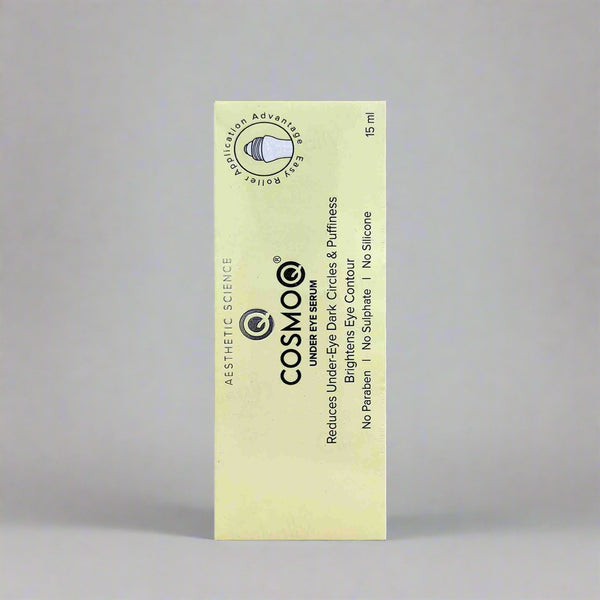 AESTHETIC SCIENCE
COSMOQ®
UNDER EYE SERUM
Reduces Under-Eye Dark Circles & Puffiness
Brightens Eye Contour
No Paraben | No Sulphate | No Silicone
Easy Roller Application Advantage
15 ml